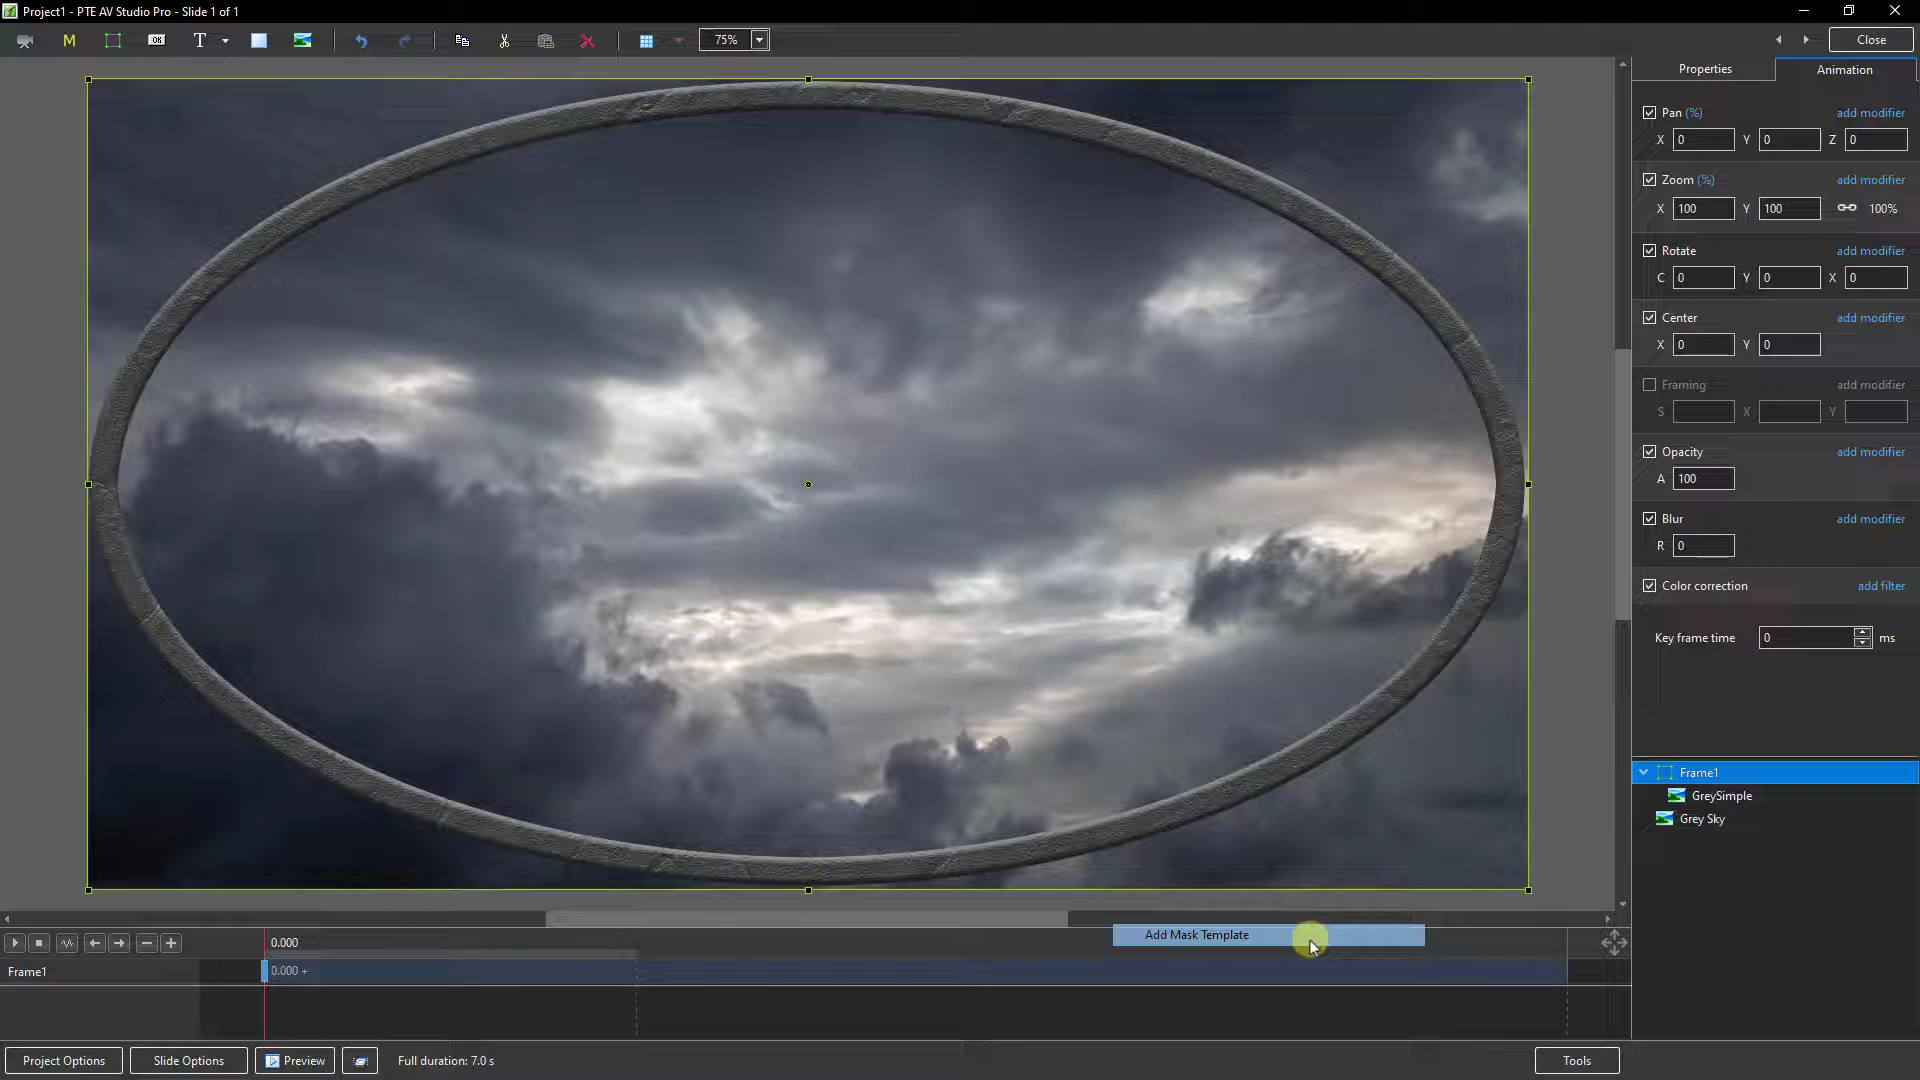 Project1 - PTE AV Studio Pro - Slide 1 of 1
M
OK
T
75%
Close
Properties
Animation
Pan (%)
add modifier
X 0 Y 0 Z 0
Zoom (%)
add modifier
X 100 Y 100 100%
Rotate
add modifier
C 0 Y 0 X 0
Center
add modifier
X 0 Y 0
Framing
add modifier
S X Y
Opacity
add modifier
A 100
Blur
add modifier
R 0
Color correction
add filter
Key frame time 0 ms
Frame1
GreySimple
Grey Sky
Add Mask Template
0.000
Frame1
0.000 +
Project Options
Slide Options
Preview
Full duration: 7.0 s
Tools